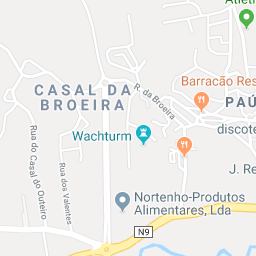 Atlét
R. da Broeira
Barracão Res
CASAL DA
BROEIRA
PAÚ
discote
Wachturm
J. Re
Rua do Casal do Outeiro
Rua dos Valentes
Nortenho-Produtos
Alimentares, Lda
N9